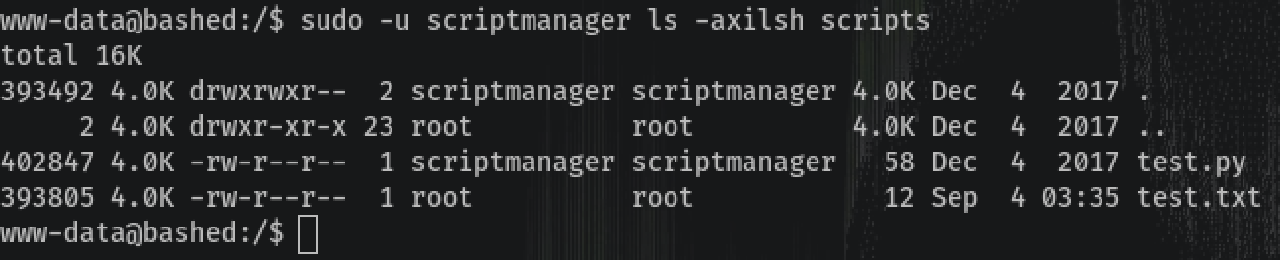 www-data@bashed:/$ sudo -u scriptmanager ls -axilsh scripts
total 16K
393492 4.0K drwxrwxr--  2 scriptmanager scriptmanager 4.0K Dec  4  2017 .
     2 4.0K drwxr-xr-x 23 root          root          4.0K Dec  4  2017 ..
402847 4.0K -rw-r--r--  1 scriptmanager scriptmanager   58 Dec  4  2017 test.py
393805 4.0K -rw-r--r--  1 root          root            12 Sep  4 03:35 test.txt
www-data@bashed:/$